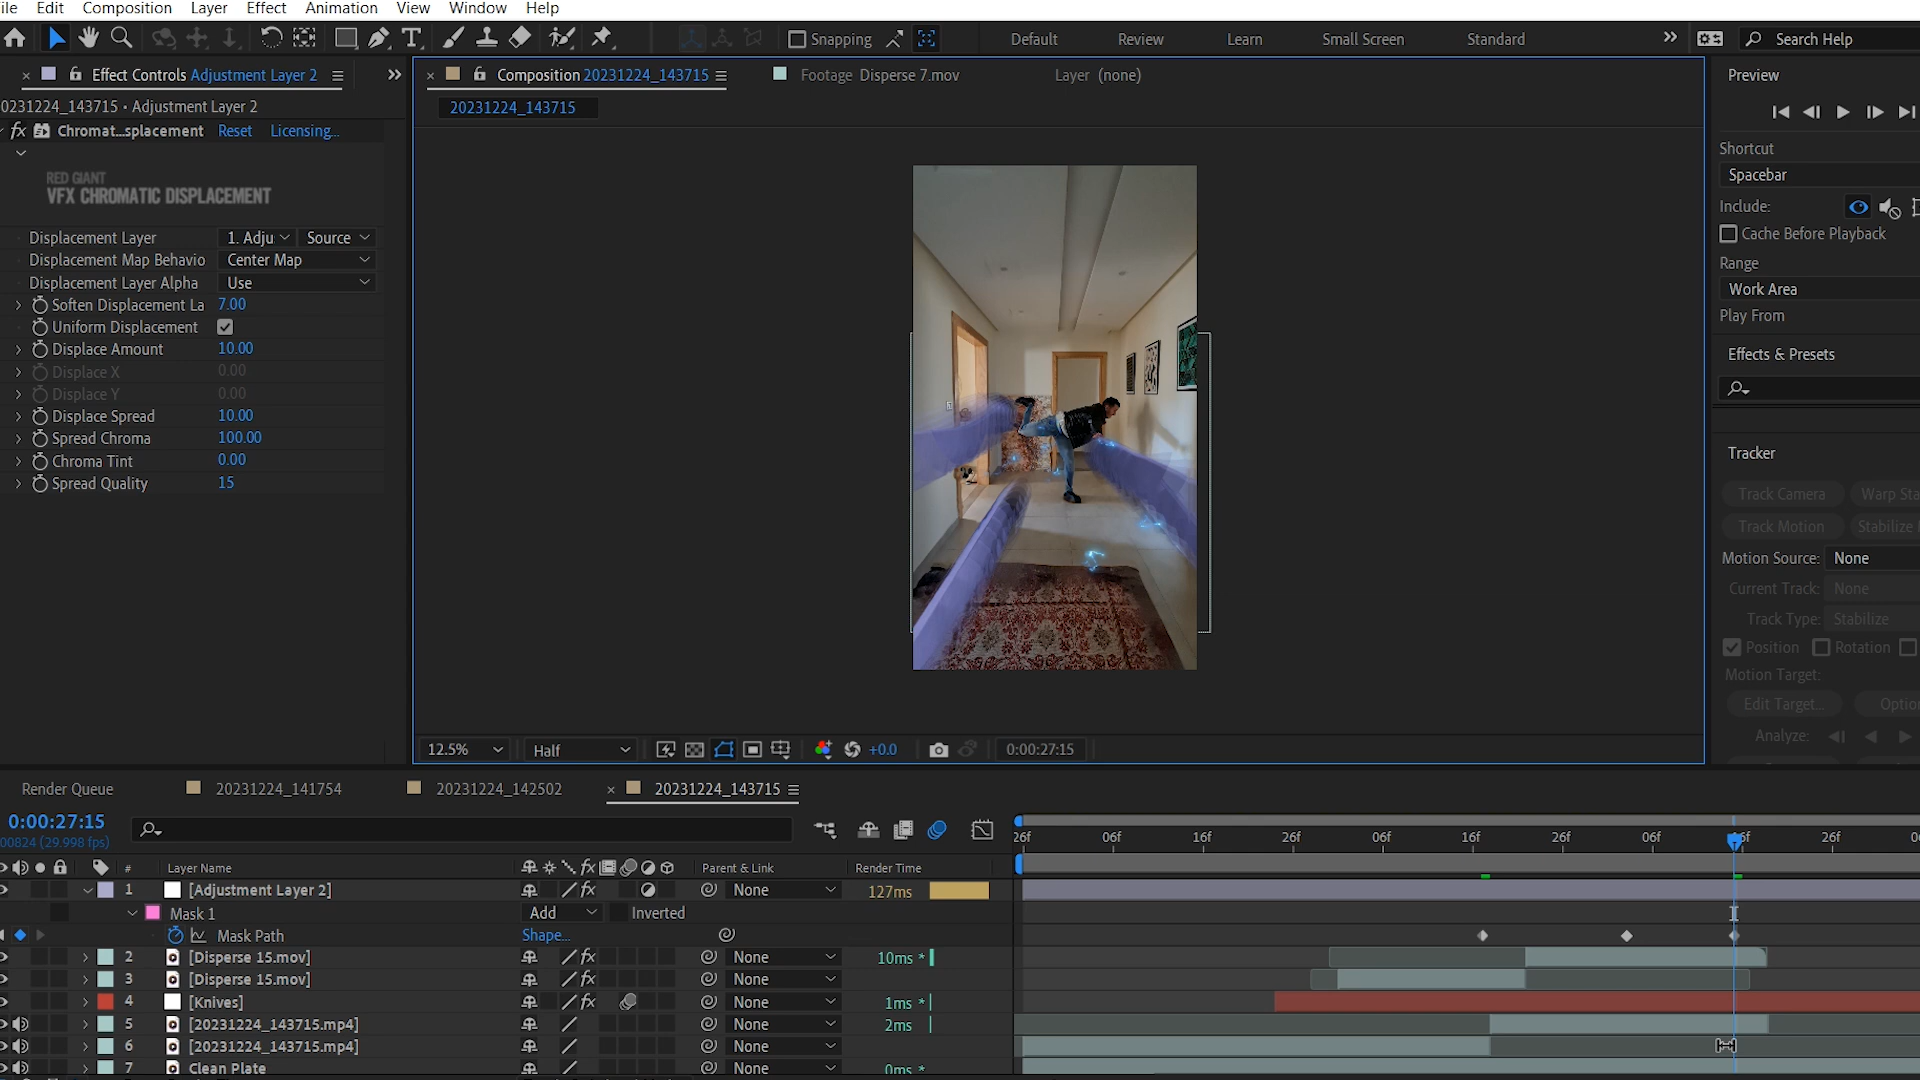 ile Edit Composition Layer Effect Animation View Window Help
Snapping Default Review Learn Small Screen Standard Search Help
Effect Controls Adjustment Layer 2
Composition 20231224_143715
Footage Disperse 7.mov
Layer (none)
Preview
0231224_143715 • Adjustment Layer 2
20231224_143715
fx Chromat...splacement Reset Licensing...
RED GIANT
VFX CHROMATIC DISPLACEMENT
Displacement Layer 1. Adju Source
Displacement Map Behavio Center Map
Displacement Layer Alpha Use
Soften Displacement La 7.00
Uniform Displacement
Displace Amount 10.00
Displace X 0.00
Displace Y 0.00
Displace Spread 10.00
Spread Chroma 100.00
Chroma Tint 0.00
Spread Quality 15
Shortcut
Spacebar
Include:
Cache Before Playback
Range
Work Area
Play From
Effects & Presets
Tracker
Track Camera Warp Sta
Track Motion Stabilize
Motion Source: None
Current Track: None
Track Type: Stabilize
Position Rotation
Motion Target:
Edit Target... Optio
Analyze:
12.5% Half +0.0 0:00:27:15
Render Queue 20231224_141754 20231224_142502 20231224_143715
0:00:27:15
00824 (29.998 fps)
26f 06f 16f 26f 06f 16f 26f 06f 26f
# Layer Name fx Parent & Link Render Time
1 [Adjustment Layer 2] fx None 127ms
Mask 1 Add Inverted
Mask Path Shape...
2 [Disperse 15.mov] fx None 10ms *
3 [Disperse 15.mov] fx None
4 [Knives] fx None 1ms *
5 [20231224_143715.mp4] None 2ms
6 [20231224_143715.mp4] None
7 Clean Plate None 0ms *